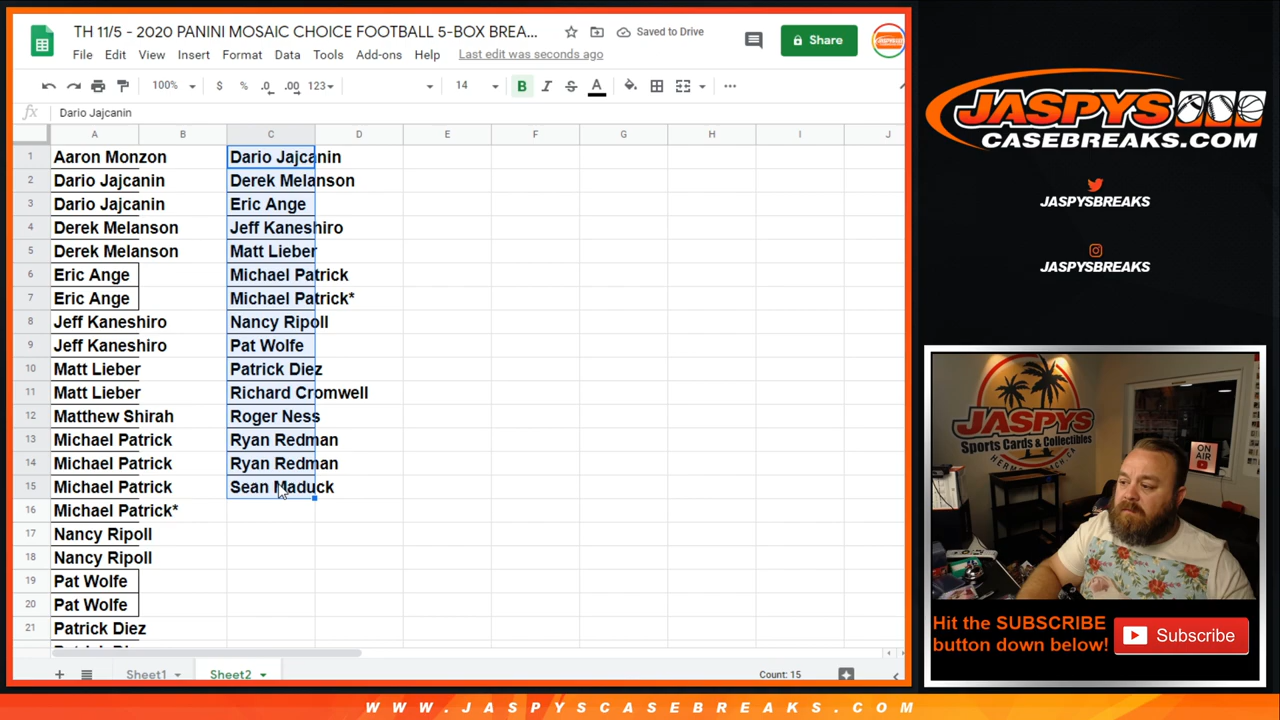 TH 11/5 - 2020 PANINI MOSAIC CHOICE FOOTBALL 5-BOX BREA...
Saved to Drive
Share
File Edit View Insert Format Data Tools Add-ons Help Last edit was seconds ago
100% $ % .0 .00 123 14 B I S A
fx Dario Jajcanin
A B C D E F G H I J
1 Aaron Monzon Dario Jajcanin
2 Dario Jajcanin Derek Melanson
3 Dario Jajcanin Eric Ange
4 Derek Melanson Jeff Kaneshiro
5 Derek Melanson Matt Lieber
6 Eric Ange Michael Patrick
7 Eric Ange Michael Patrick*
8 Jeff Kaneshiro Nancy Ripoll
9 Jeff Kaneshiro Pat Wolfe
10 Matt Lieber Patrick Diez
11 Matt Lieber Richard Cromwell
12 Matthew Shirah Roger Ness
13 Michael Patrick Ryan Redman
14 Michael Patrick Ryan Redman
15 Michael Patrick Sean Maduck
16 Michael Patrick*
17 Nancy Ripoll
18 Nancy Ripoll
19 Pat Wolfe
20 Pat Wolfe
21 Patrick Diez
Sheet1 Sheet2 Count: 15
JASPYS
CASEBREAKS.COM
JASPYSBREAKS
JASPYSBREAKS
JASPYS
Sports Cards & Collectibles
ON AIR
Hit the SUBSCRIBE
button down below!
Subscribe
WWW.JASPYSCASEBREAKS.COM